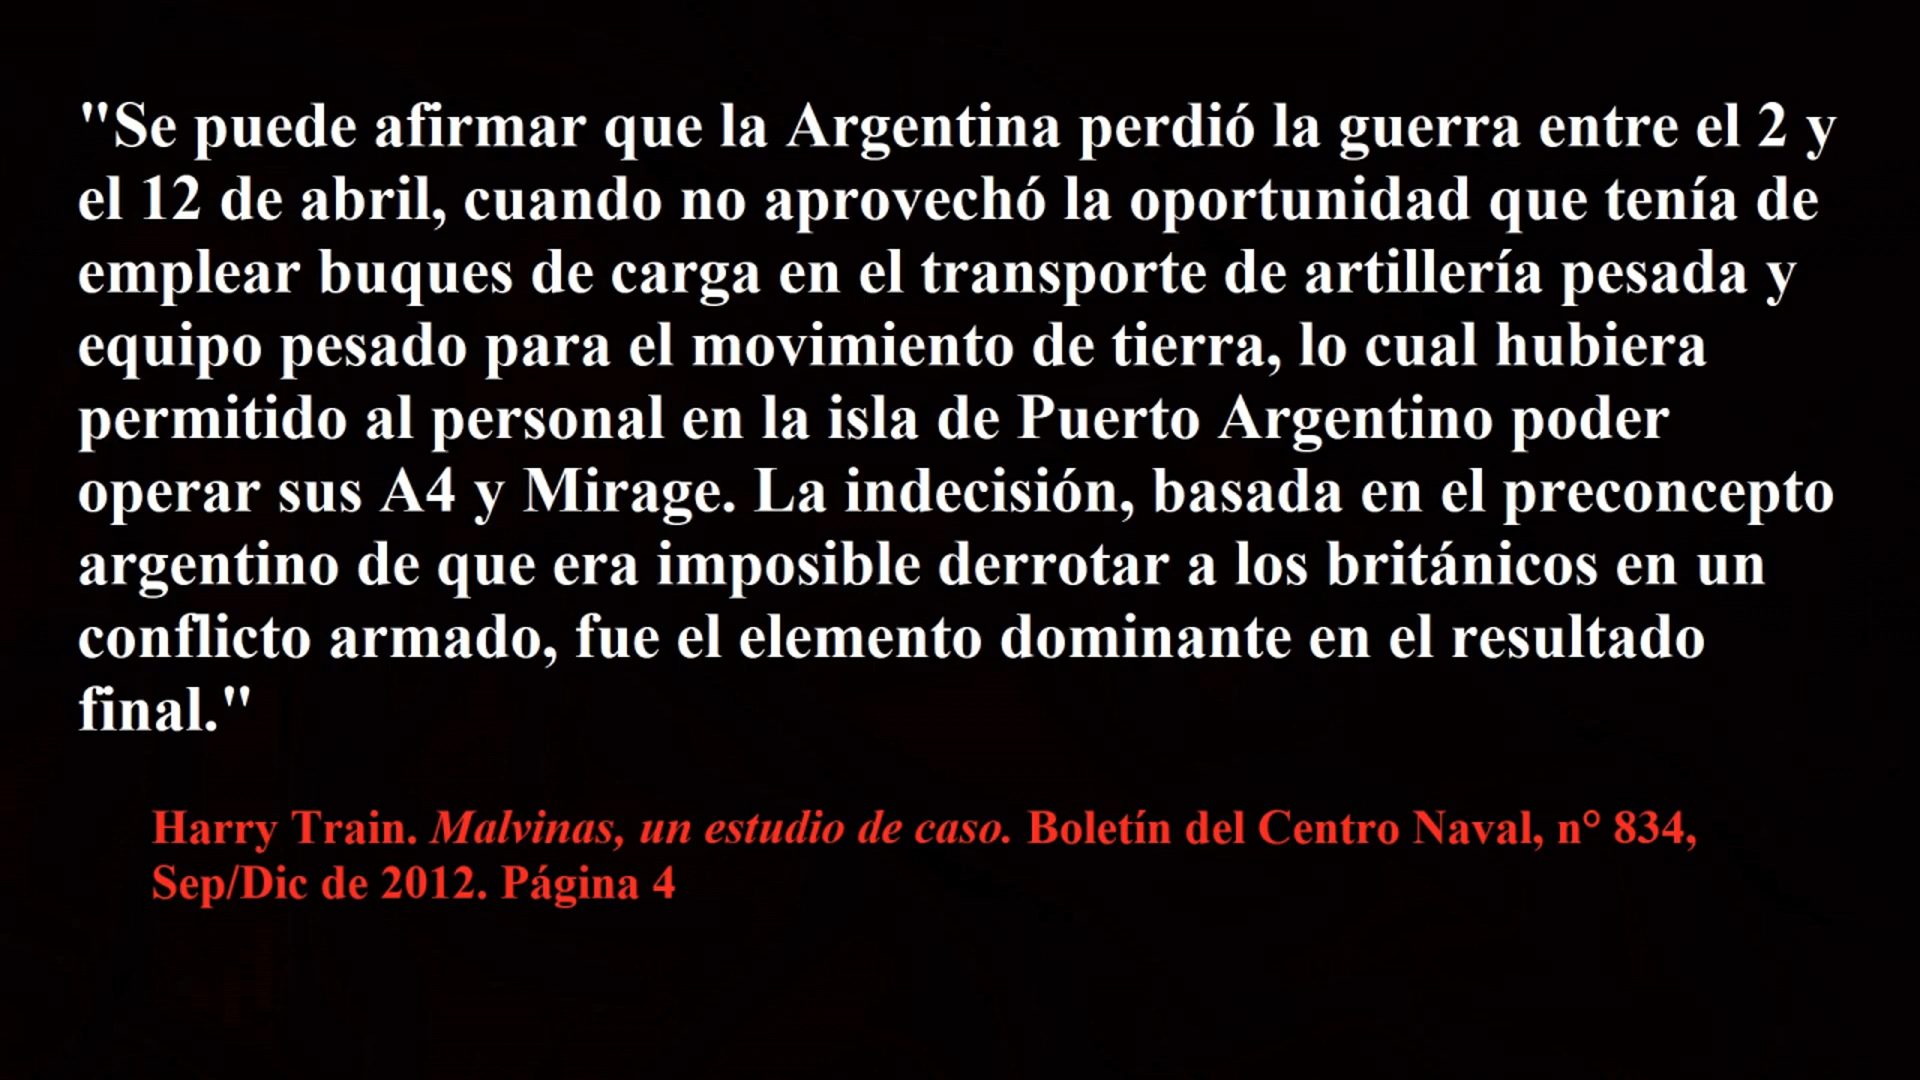 "Se puede afirmar que la Argentina perdió la guerra entre el 2 y
el 12 de abril, cuando no aprovechó la oportunidad que tenía de
emplear buques de carga en el transporte de artillería pesada y
equipo pesado para el movimiento de tierra, lo cual hubiera
permitido al personal en la isla de Puerto Argentino poder
operar sus A4 y Mirage. La indecisión, basada en el preconcepto
argentino de que era imposible derrotar a los británicos en un
conflicto armado, fue el elemento dominante en el resultado
final."
Harry Train. Malvinas, un estudio de caso. Boletín del Centro Naval, n° 834,
Sep/Dic de 2012. Página 4